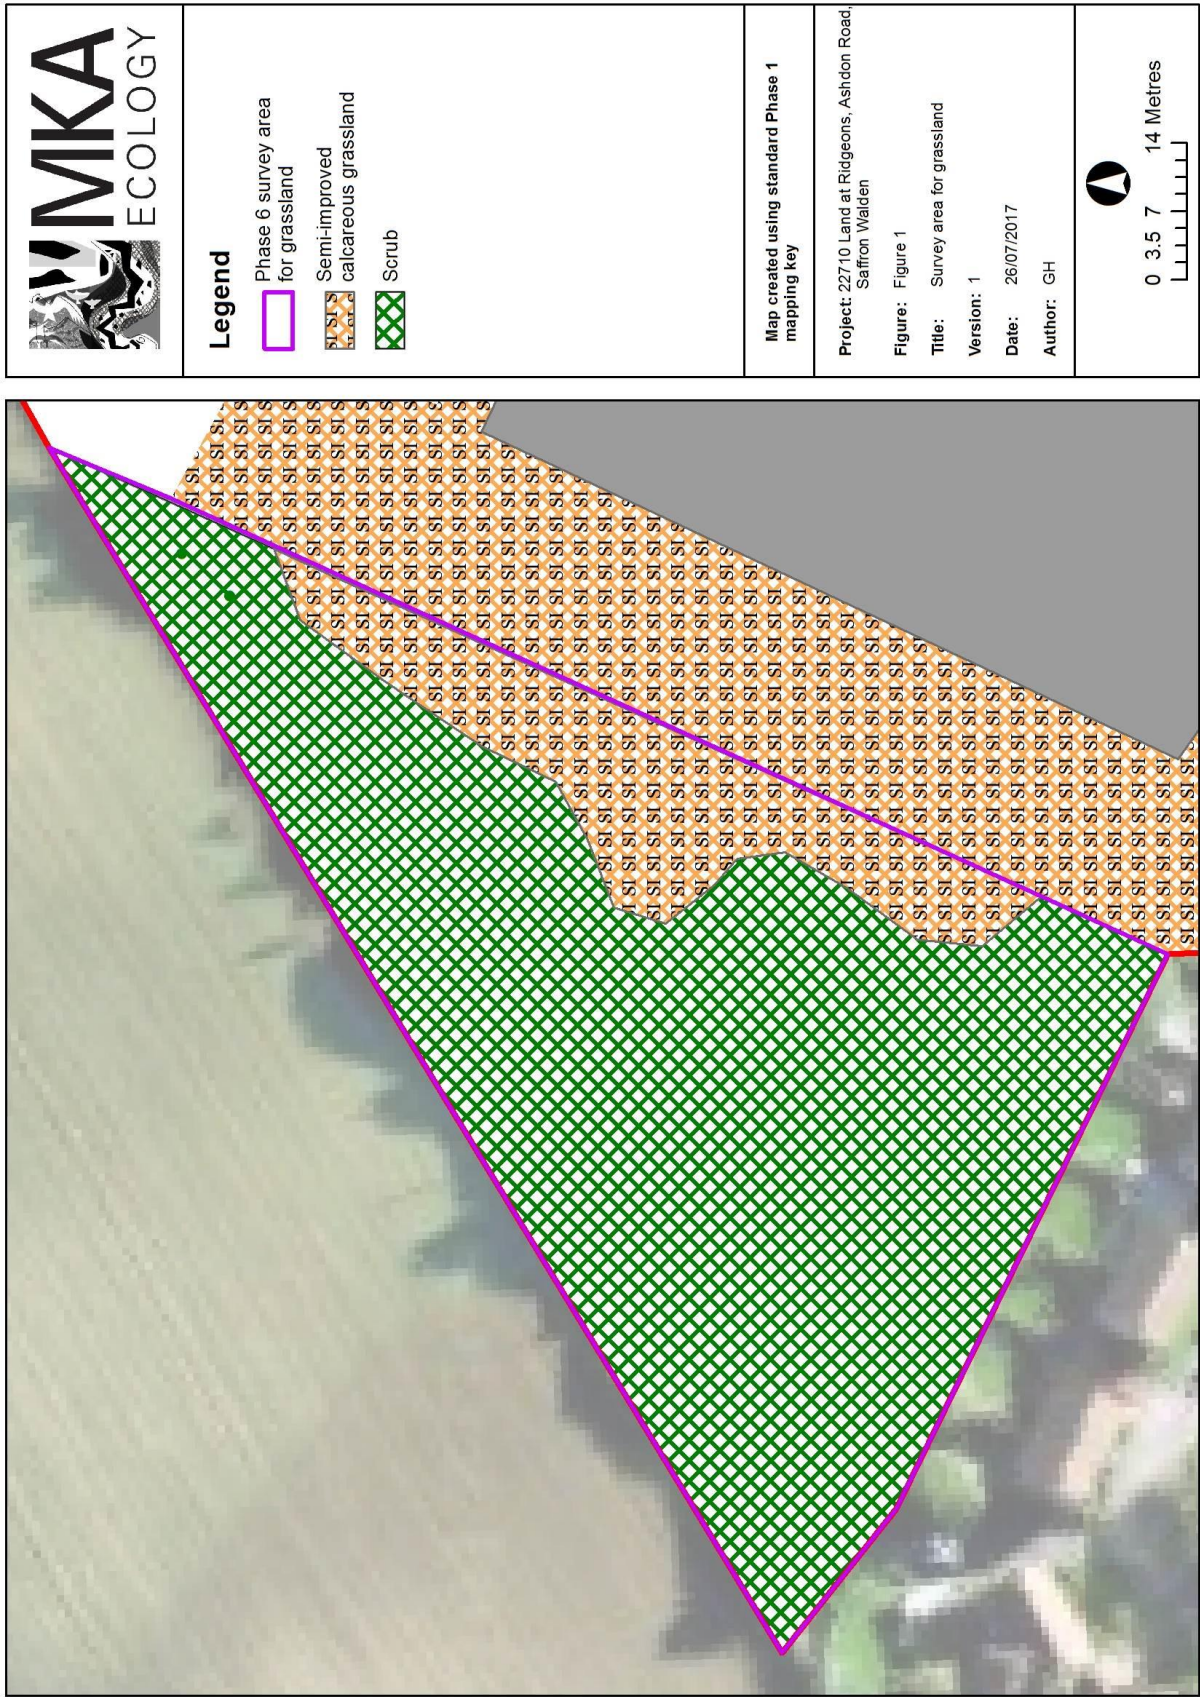 MKA
ECOLOGY
Legend
Phase 6 survey area
for grassland
Semi-improved
calcareous grassland
Scrub
Map created using standard Phase 1
mapping key
Project: 22710 Land at Ridgeons, Ashdon Road,
Saffron Walden
Figure: Figure 1
Title: Survey area for grassland
Version: 1
Date: 26/07/2017
Author: GH
0 3.5 7 14 Metres